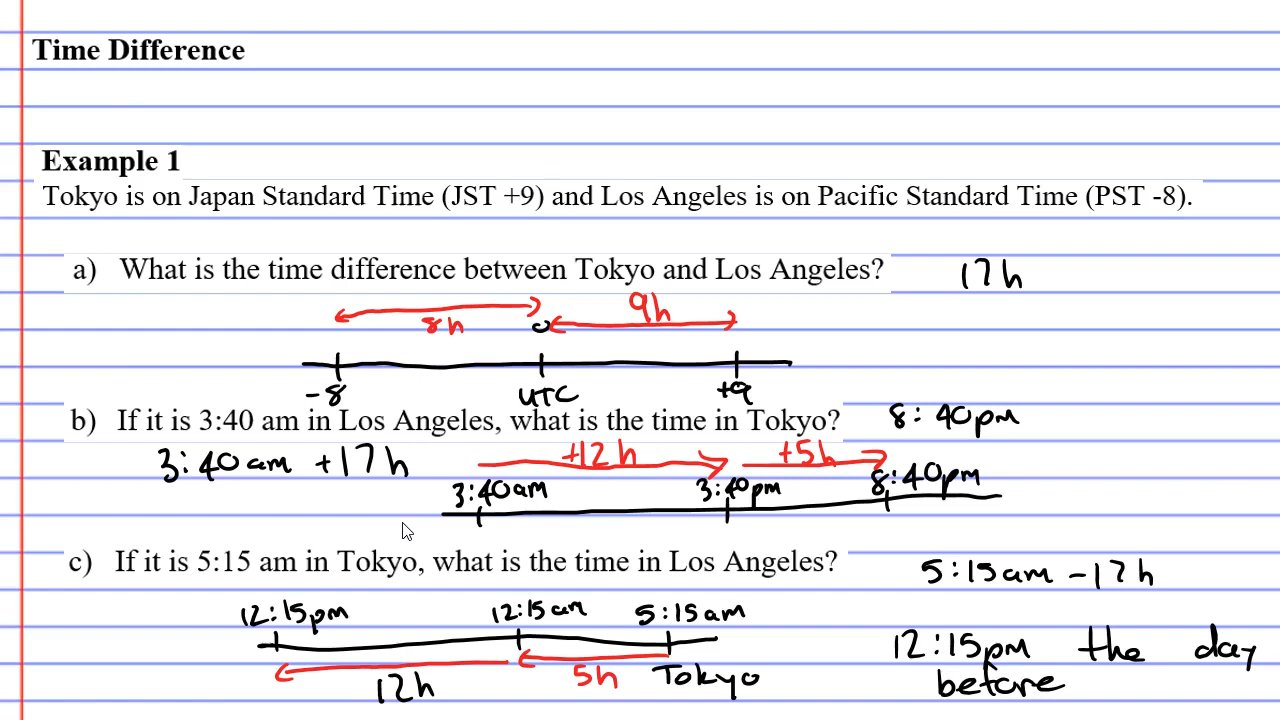 Time Difference
Example 1
Tokyo is on Japan Standard Time (JST +9) and Los Angeles is on Pacific Standard Time (PST -8).
a) What is the time difference between Tokyo and Los Angeles? 17h
8h 0 9h
-8 UTC +9
b) If it is 3:40 am in Los Angeles, what is the time in Tokyo? 8:40pm
3:40am +17h +12h +5h
3:40am 3:40pm 8:40pm
c) If it is 5:15 am in Tokyo, what is the time in Los Angeles? 5:15am -17h
12:15pm 12:15am 5:15am
12:15pm the day
12h 5h Tokyo before